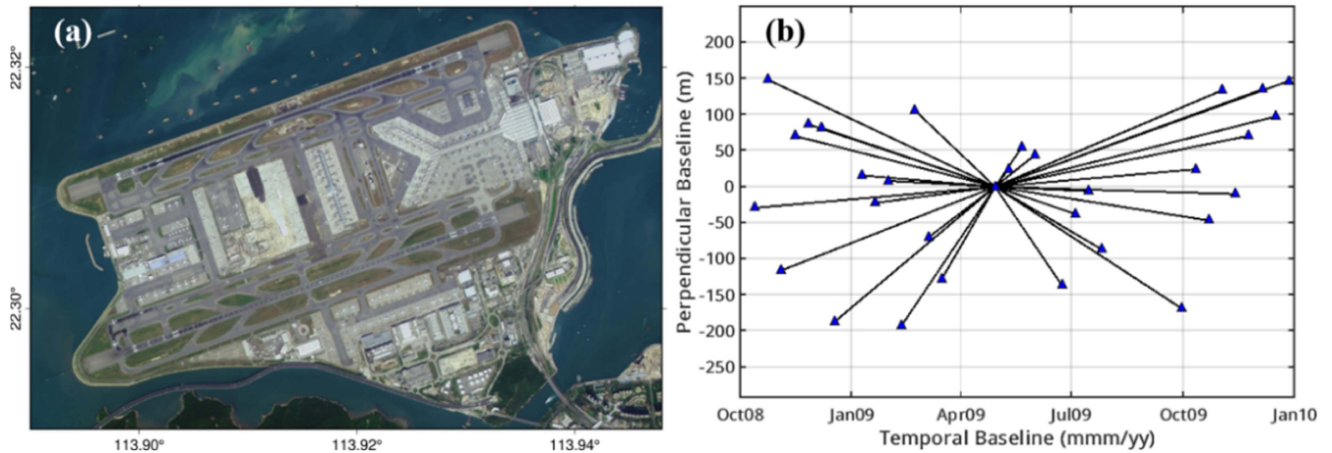 (a)
22.32°
22.30°
113.90°
113.92°
113.94°
(b)
Perpendicular Baseline (m)
200
150
100
50
0
-50
-100
-150
-200
-250
Oct08
Jan09
Apr09
Jul09
Oct09
Jan10
Temporal Baseline (mmm/yy)